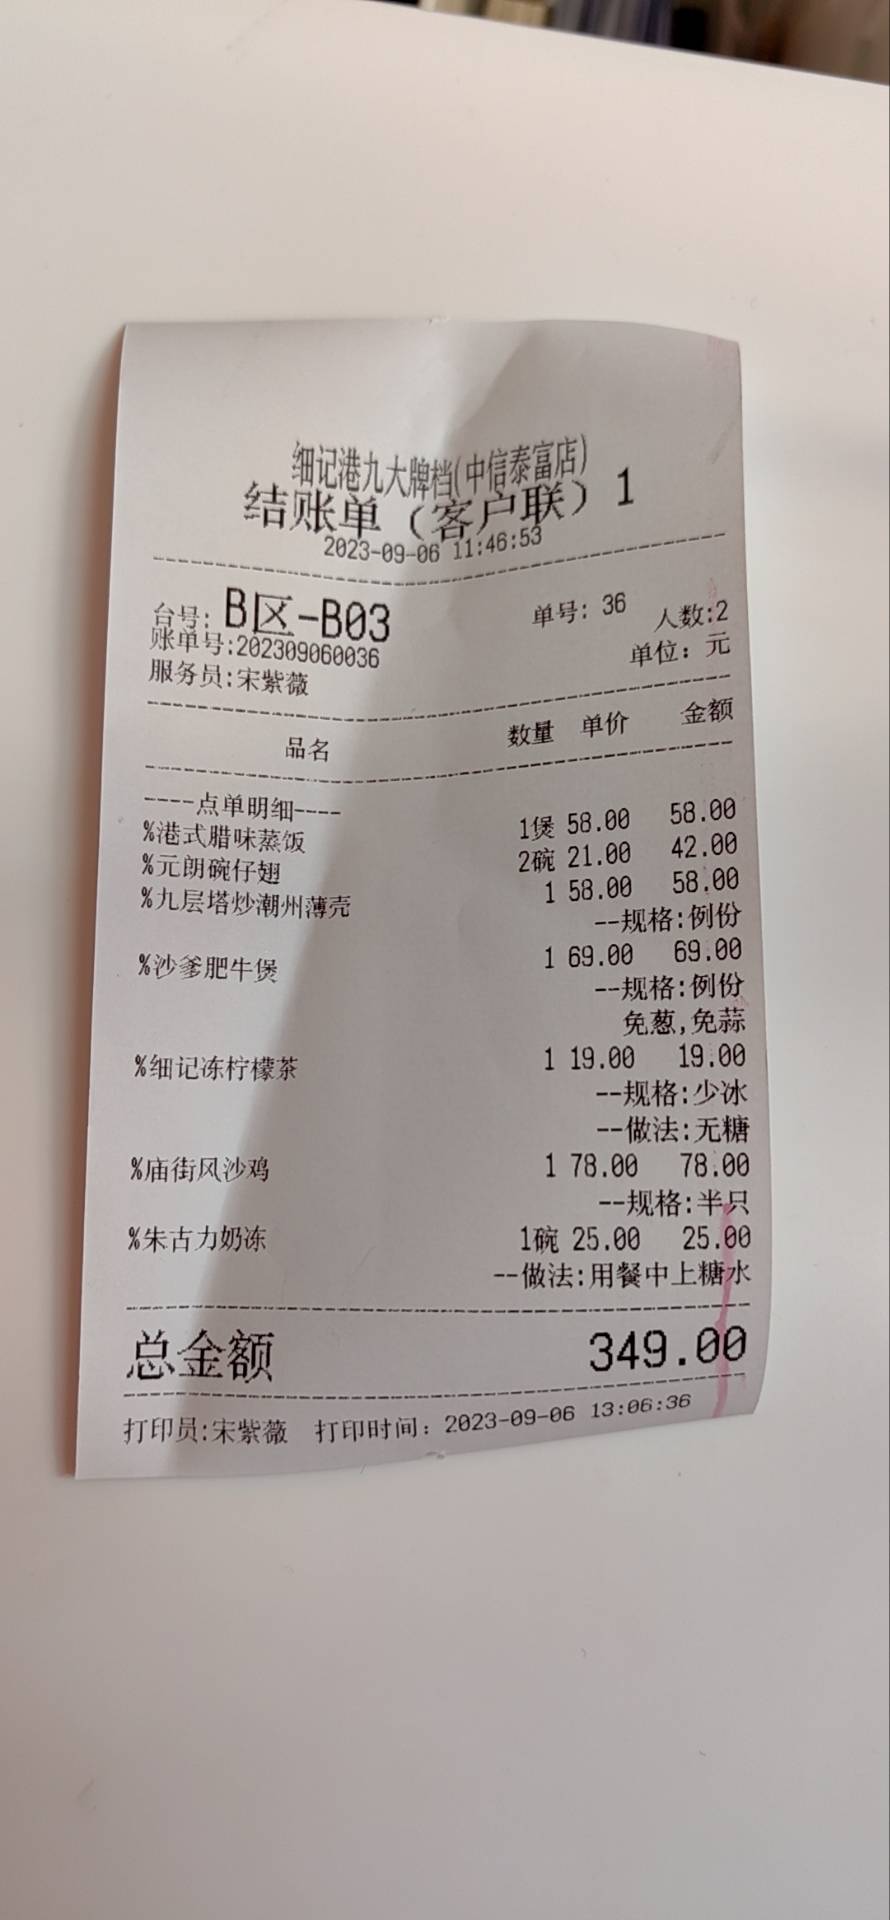 细记港九大牌档(中信泰富店)
结账单（客户联）1
2023-09-06 11:46:53
台号: B区-B03 单号: 36 人数:2
账单号:202309060036 单位: 元
服务员:宋紫薇
品名 数量 单价 金额
----点单明细----
%港式腊味蒸饭 1煲 58.00 58.00
%元朗碗仔翅 2碗 21.00 42.00
%九层塔炒潮州薄壳 1 58.00 58.00
--规格:例份
%沙爹肥牛煲 1 69.00 69.00
--规格:例份
免葱,免蒜
%细记冻柠檬茶 1 19.00 19.00
--规格:少冰
--做法:无糖
%庙街风沙鸡 1 78.00 78.00
--规格:半只
%朱古力奶冻 1碗 25.00 25.00
--做法:用餐中上糖水
总金额 349.00
打印员:宋紫薇 打印时间: 2023-09-06 13:06:36